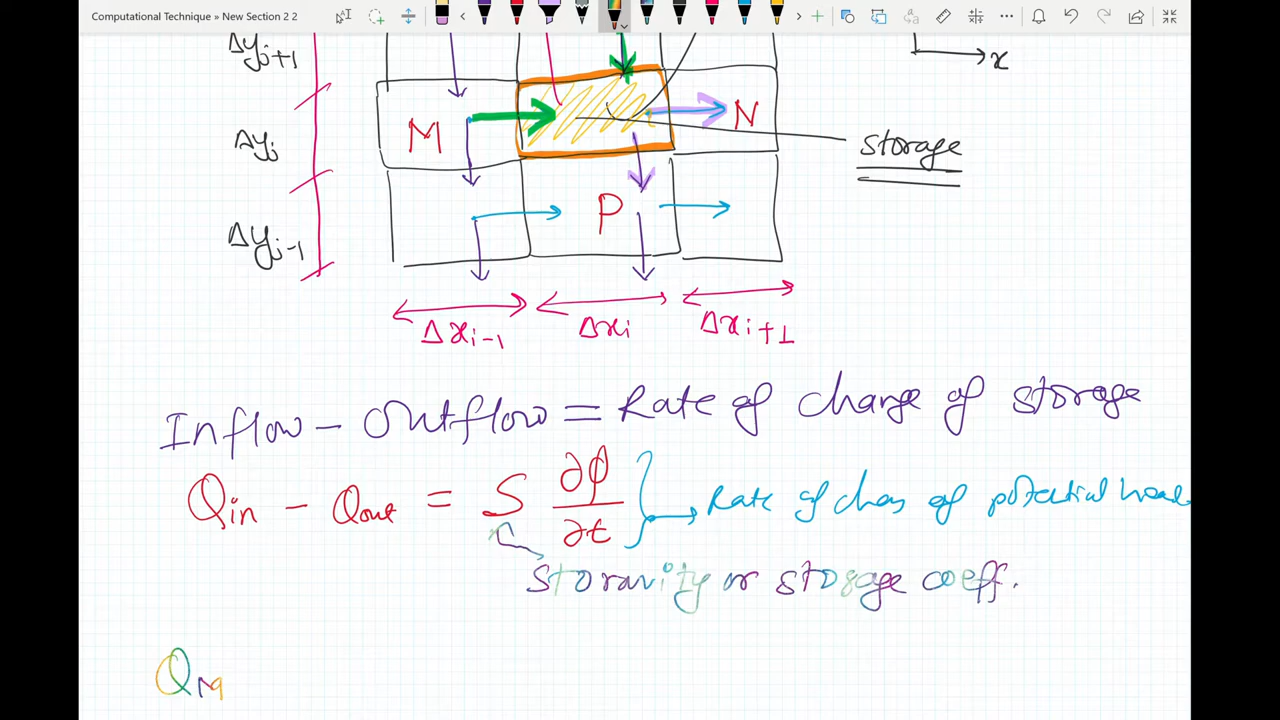 Computational Technique » New Section 2 2
Δyj+1
x
M
N
Δyj
storage
P
Δyj-1
Δxi-1
Δxi
Δxi+1
Inflow - Outflow = Rate of change of storage
Qin - Qout = S ∂φ/∂t } → Rate of chan of potential head
storavity or storage coeff.
QM